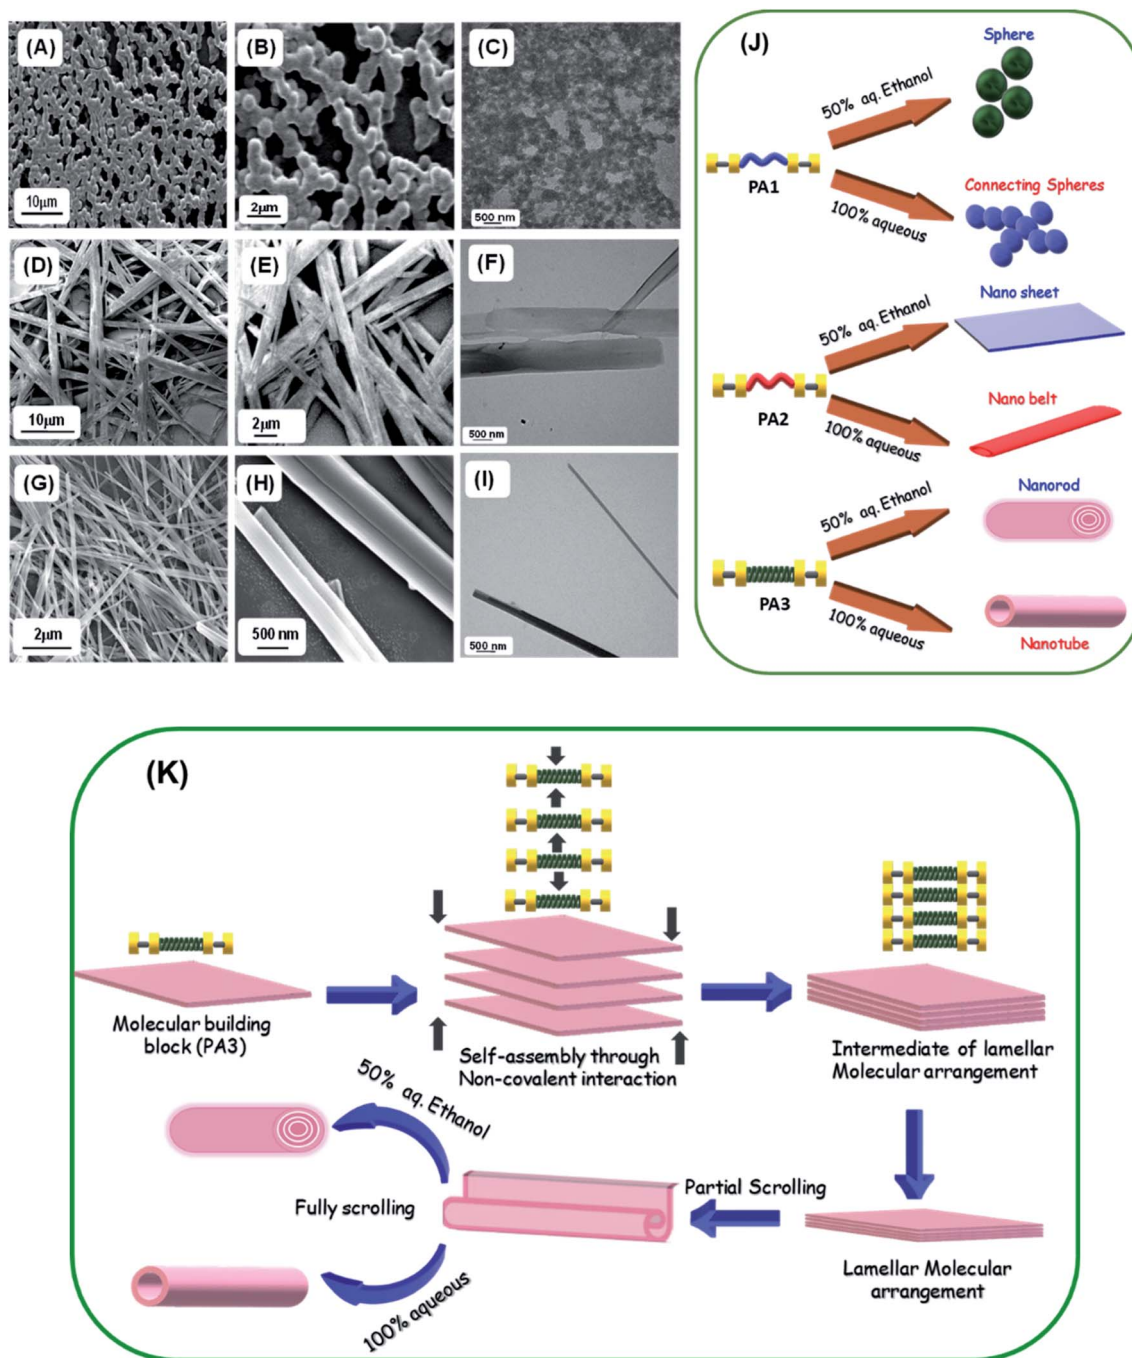 (A)
10μm
(B)
2μm
(C)
500 nm
(D)
10μm
(E)
2μm
(F)
500 nm
(G)
2μm
(H)
500 nm
(I)
500 nm
(J)
PA1
50% aq. Ethanol
Sphere
100% aqueous
Connecting Spheres
PA2
50% aq. Ethanol
Nano sheet
100% aqueous
Nano belt
PA3
50% aq. Ethanol
Nanorod
100% aqueous
Nanotube
(K)
Molecular building
block (PA3)
Self-assembly through
Non-covalent interaction
Intermediate of lamellar
Molecular arrangement
Lamellar Molecular
arrangement
Partial Scrolling
Fully scrolling
50% aq. Ethanol
100% aqueous